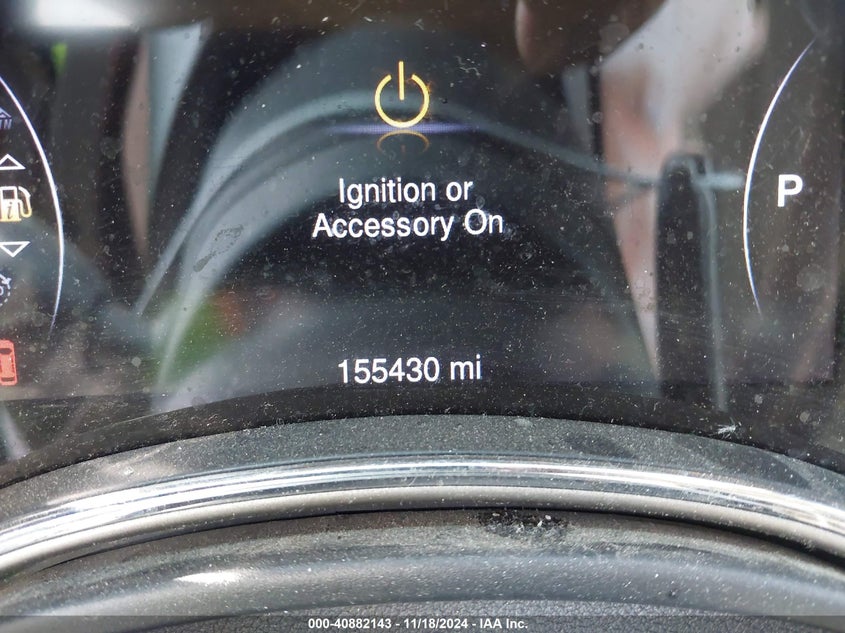 Ignition or
Accessory On
P
155430 mi
000-40882143 - 11/18/2024 - IAA Inc.